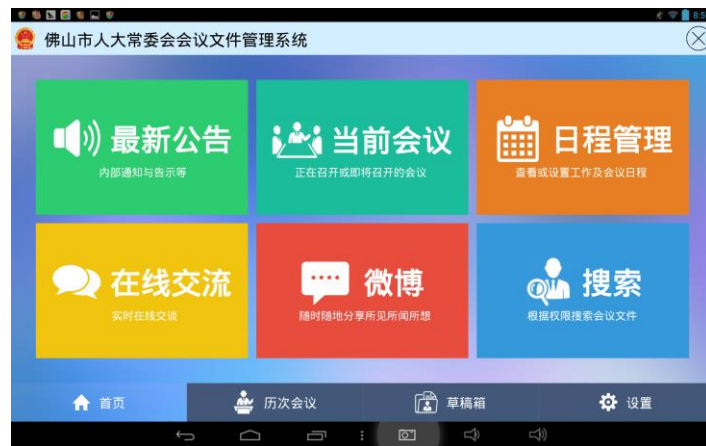 8:5
佛山市人大常委会会议文件管理系统
最新公告
内部通知与告示等
当前会议
正在召开或即将召开的会议
日程管理
查看或设置工作及会议日程
在线交流
实时在线交谈
微博
随时随地分享所见所闻所想
搜索
根据权限搜索会议文件
首页
历次会议
草稿箱
设置